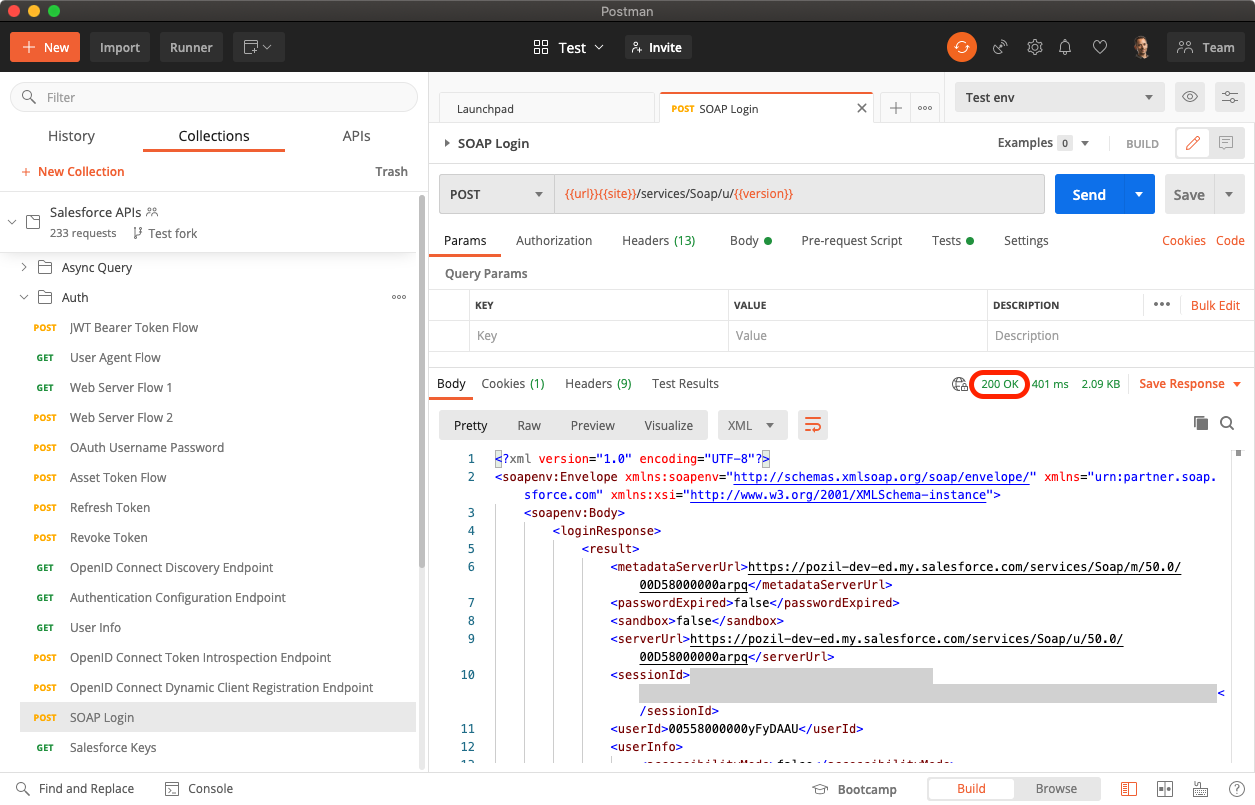 Postman
New
Import
Runner
Test
Invite
Team
Filter
History
Collections
APIs
+ New Collection
Trash
Salesforce APIs
233 requests
Test fork
Async Query
Auth
POST JWT Bearer Token Flow
GET User Agent Flow
GET Web Server Flow 1
POST Web Server Flow 2
POST OAuth Username Password
POST Asset Token Flow
POST Refresh Token
POST Revoke Token
GET OpenID Connect Discovery Endpoint
GET Authentication Configuration Endpoint
GET User Info
POST OpenID Connect Token Introspection Endpoint
POST OpenID Connect Dynamic Client Registration Endpoint
POST SOAP Login
GET Salesforce Keys
Launchpad
POST SOAP Login
Test env
SOAP Login
Examples 0
BUILD
POST
{{url}}{{site}}/services/Soap/u/{{version}}
Send
Save
Params
Authorization
Headers (13)
Body
Pre-request Script
Tests
Settings
Cookies
Code
Query Params
KEY
VALUE
DESCRIPTION
Bulk Edit
Key
Value
Description
Body
Cookies (1)
Headers (9)
Test Results
200 OK
401 ms
2.09 KB
Save Response
Pretty
Raw
Preview
Visualize
XML
1 <?xml version="1.0" encoding="UTF-8"?>
2 <soapenv:Envelope xmlns:soapenv="http://schemas.xmlsoap.org/soap/envelope/" xmlns="urn:partner.soap.
sforce.com" xmlns:xsi="http://www.w3.org/2001/XMLSchema-instance">
3 <soapenv:Body>
4 <loginResponse>
5 <result>
6 <metadataServerUrl>https://pozil-dev-ed.my.salesforce.com/services/Soap/m/50.0/
00D58000000arpq</metadataServerUrl>
7 <passwordExpired>false</passwordExpired>
8 <sandbox>false</sandbox>
9 <serverUrl>https://pozil-dev-ed.my.salesforce.com/services/Soap/u/50.0/
00D58000000arpq</serverUrl>
10 <sessionId>
<
/sessionId>
11 <userId>00558000000yFyDAAU</userId>
12 <userInfo>
13 <accessibilityMode>false</accessibilityMode>
Find and Replace
Console
Bootcamp
Build
Browse